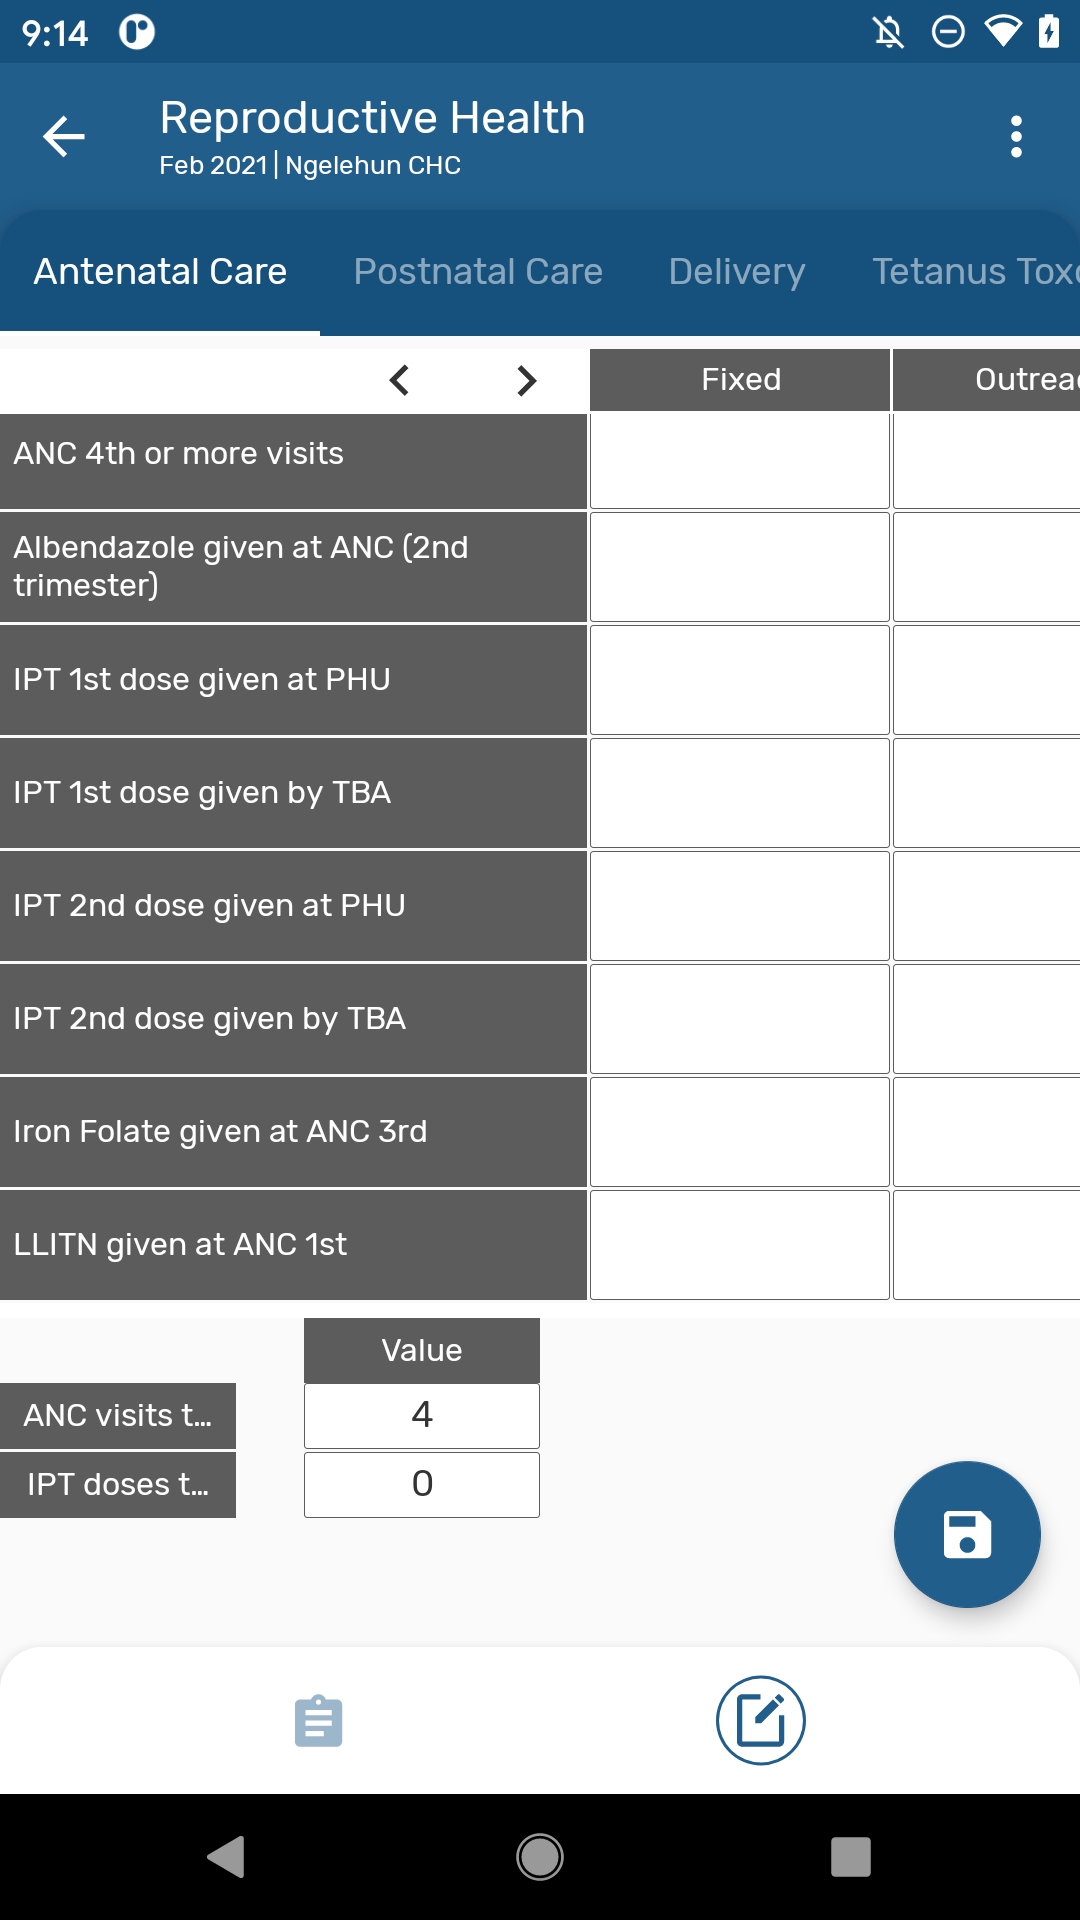 9:14
Reproductive Health
Feb 2021 | Ngelehun CHC
Antenatal Care Postnatal Care Delivery Tetanus Toxo
Fixed Outrea
ANC 4th or more visits
Albendazole given at ANC (2nd
trimester)
IPT 1st dose given at PHU
IPT 1st dose given by TBA
IPT 2nd dose given at PHU
IPT 2nd dose given by TBA
Iron Folate given at ANC 3rd
LLITN given at ANC 1st
Value
ANC visits t... 4
IPT doses t... 0